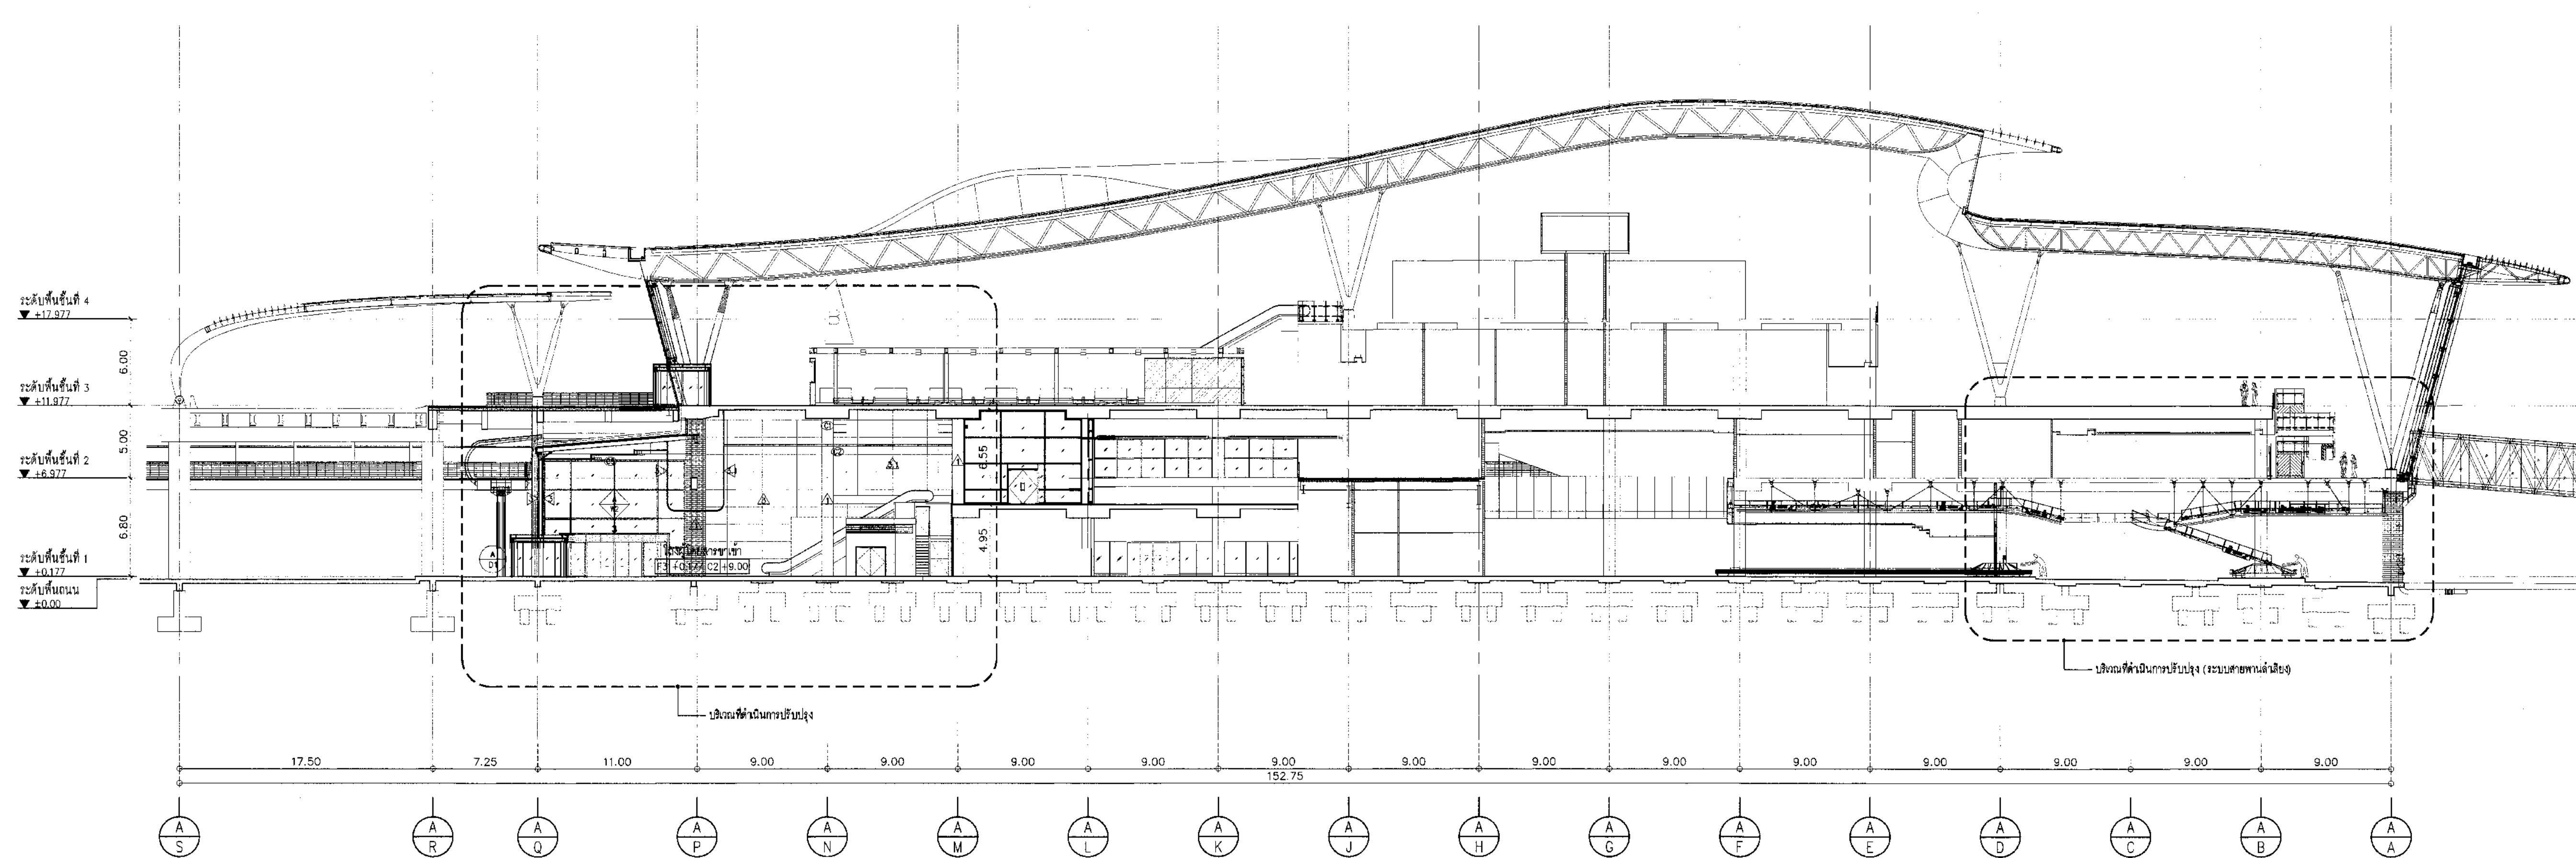 ระดับพื้นชั้นที่ 4
+17.977
6.00
ระดับพื้นชั้นที่ 3
+11.977
5.00
ระดับพื้นชั้นที่ 2
+6.977
6.80
ระดับพื้นชั้นที่ 1
+0.177
ระดับพื้นถนน
±0.00
6.55
4.95
A
D1
F3 +0.177 C2 +9.00
บริเวณที่ดำเนินการปรับปรุง
บริเวณที่ดำเนินการปรับปรุง (ระบบสายพานลำเลียง)
17.50 7.25 11.00 9.00 9.00 9.00 9.00 9.00 9.00 9.00 9.00 9.00 9.00 9.00 9.00 9.00
152.75
A A A A A A A A A A A A A A A A A
S R Q P N M L K J H G F E D C B A